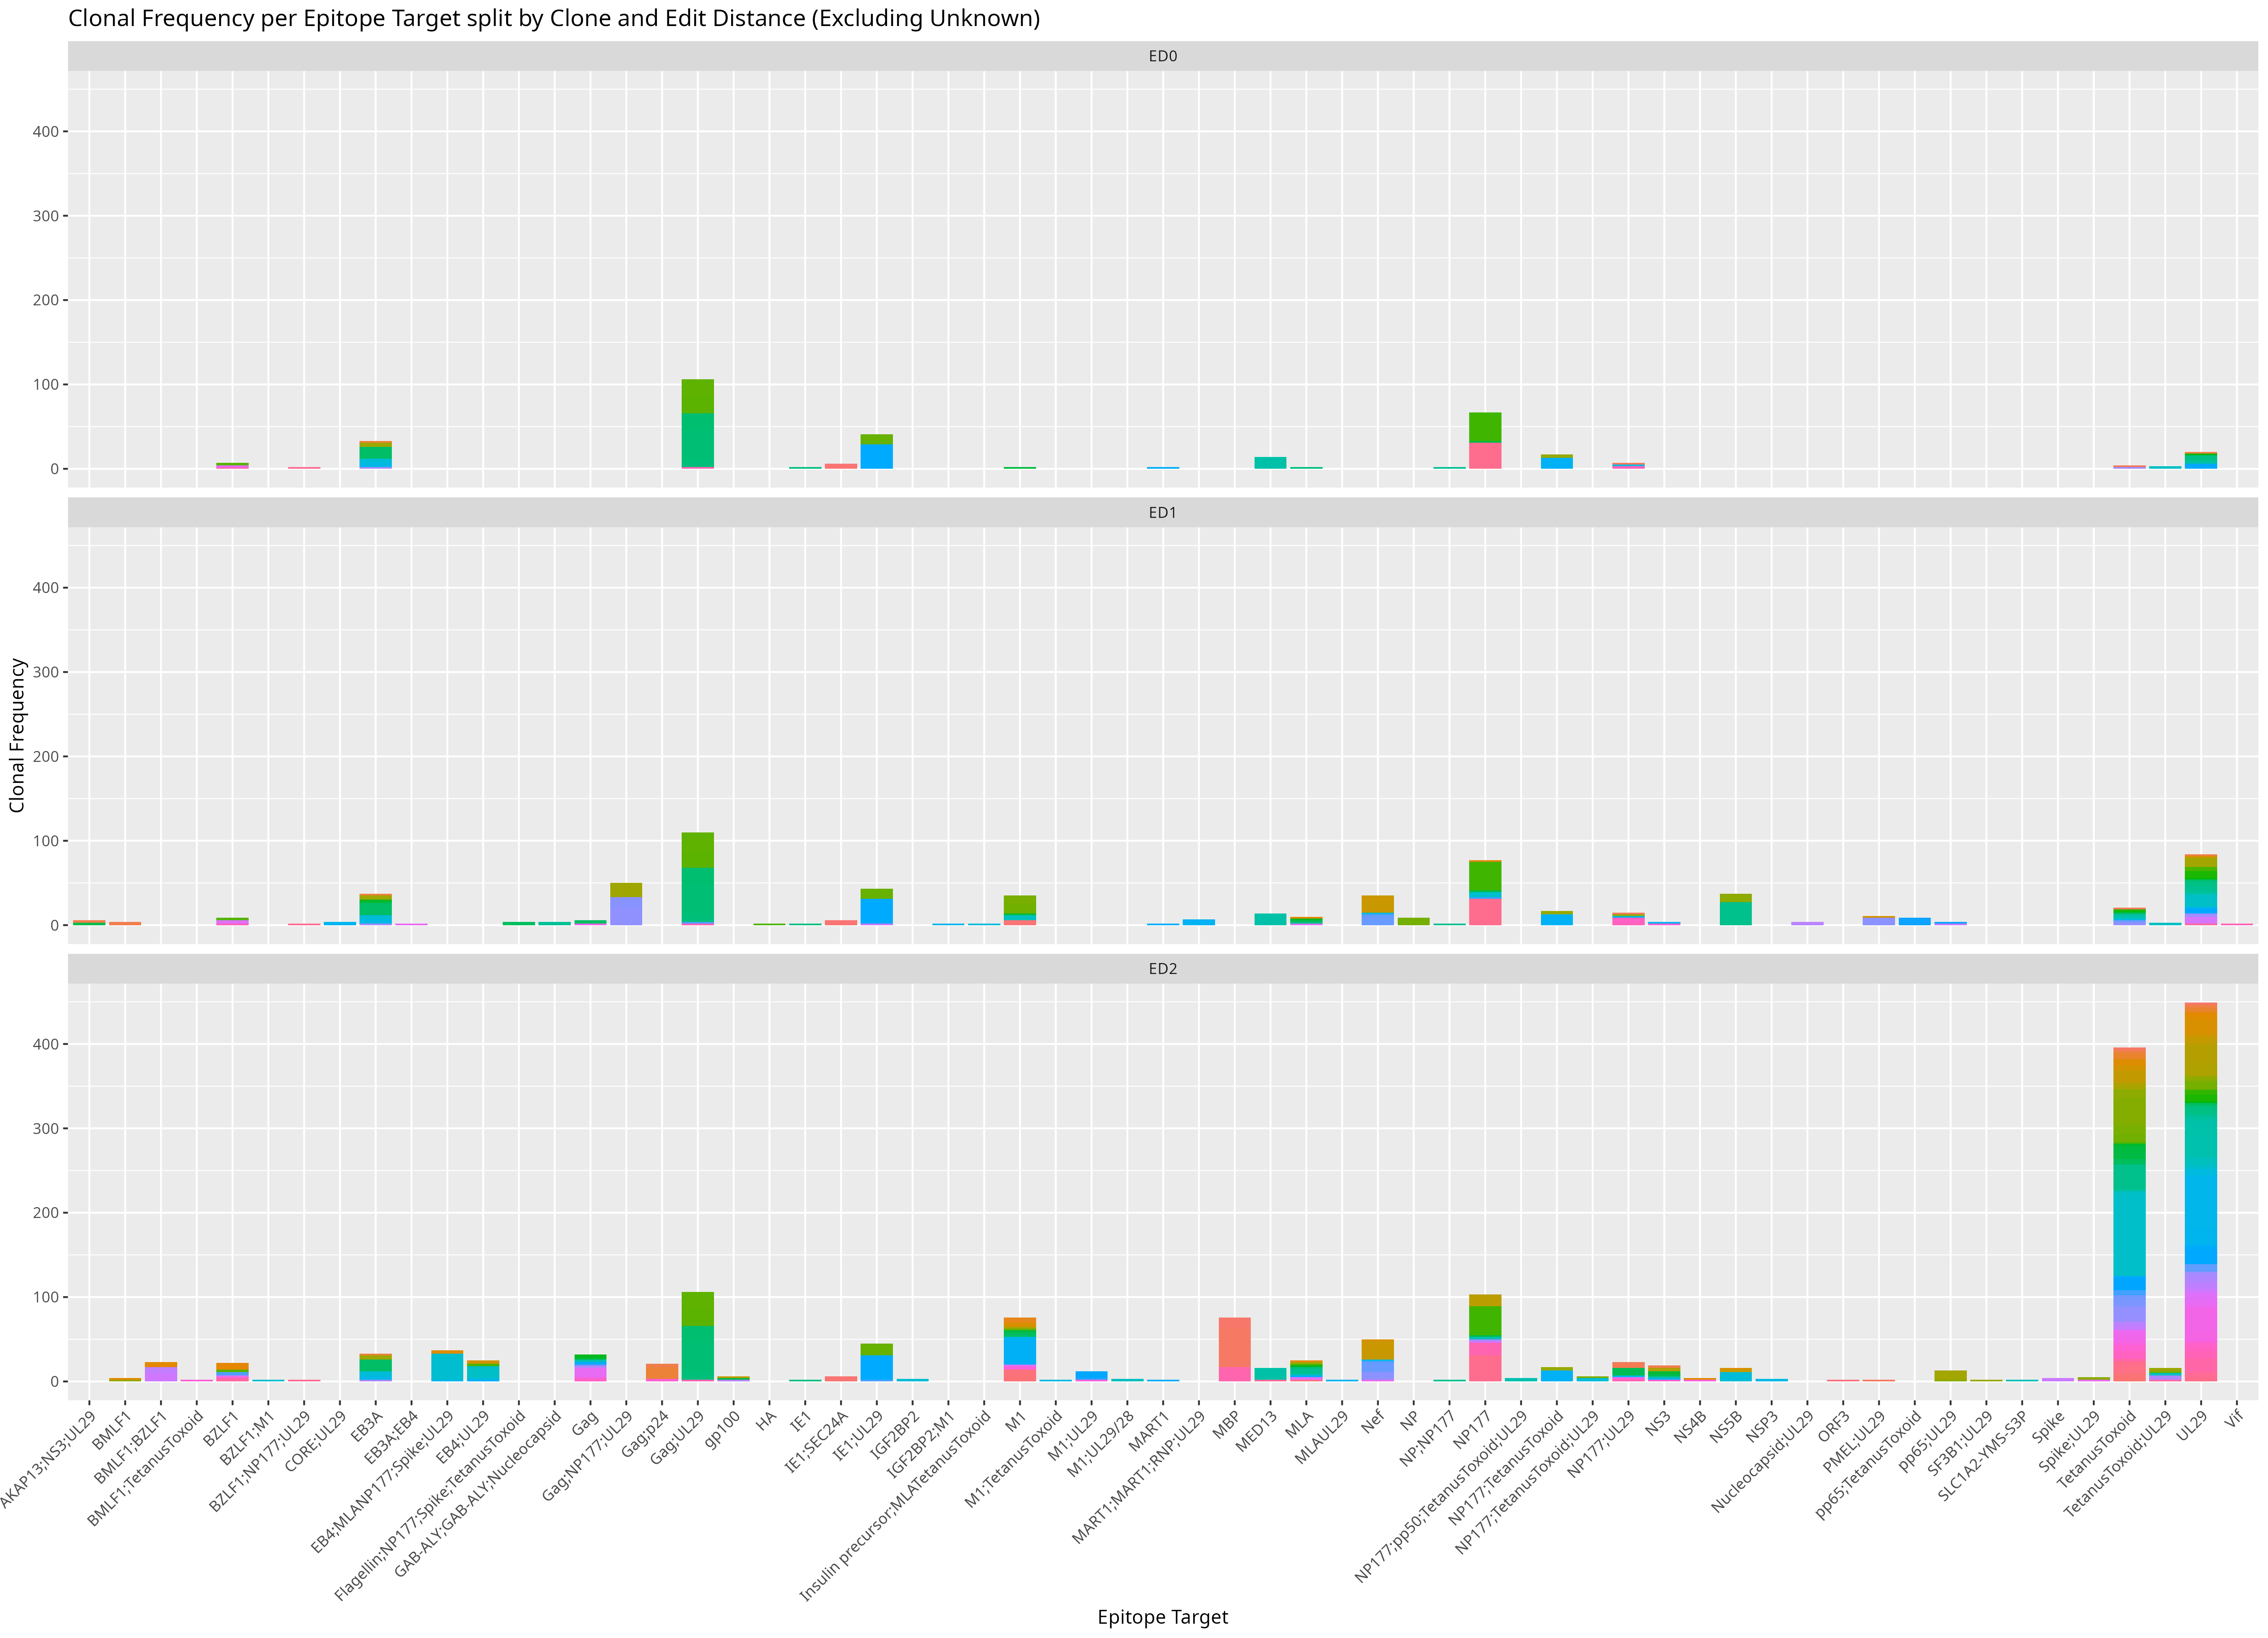 Clonal Frequency per Epitope Target split by Clone and Edit Distance (Excluding Unknown)
ED0
400
300
200
100
0
ED1
400
300
200
100
0
ED2
400
300
200
100
0
Clonal Frequency
AKAP13;NS3;UL29
BMLF1
BMLF1;BZLF1
BMLF1;TetanusToxoid
BZLF1
BZLF1;M1
BZLF1;NP177;UL29
CORE;UL29
EB3A
EB3A;EB4
EB4;MLANP177;Spike;UL29
EB4;UL29
Flagellin;NP177;Spike;TetanusToxoid
GAB-ALY;GAB-ALY;Nucleocapsid
Gag
Gag;NP177;UL29
Gag;p24
Gag;UL29
gp100
HA
IE1
IE1;SEC24A
IE1;UL29
IGF2BP2
IGF2BP2;M1
Insulin precursor;MLATetanusToxoid
M1
M1;TetanusToxoid
M1;UL29
M1;UL29/28
MART1
MART1;MART1;RNP;UL29
MBP
MED13
MLA
MLAUL29
Nef
NP
NP;NP177
NP177
NP177;pp50;TetanusToxoid;UL29
NP177;TetanusToxoid
NP177;TetanusToxoid;UL29
NP177;UL29
NS3
NS4B
NS5B
NSP3
Nucleocapsid;UL29
ORF3
PMEL;UL29
pp65;TetanusToxoid
pp65;UL29
SF3B1;UL29
SLC1A2-YMS-S3P
Spike
Spike;UL29
TetanusToxoid
TetanusToxoid;UL29
UL29
Vif
Epitope Target